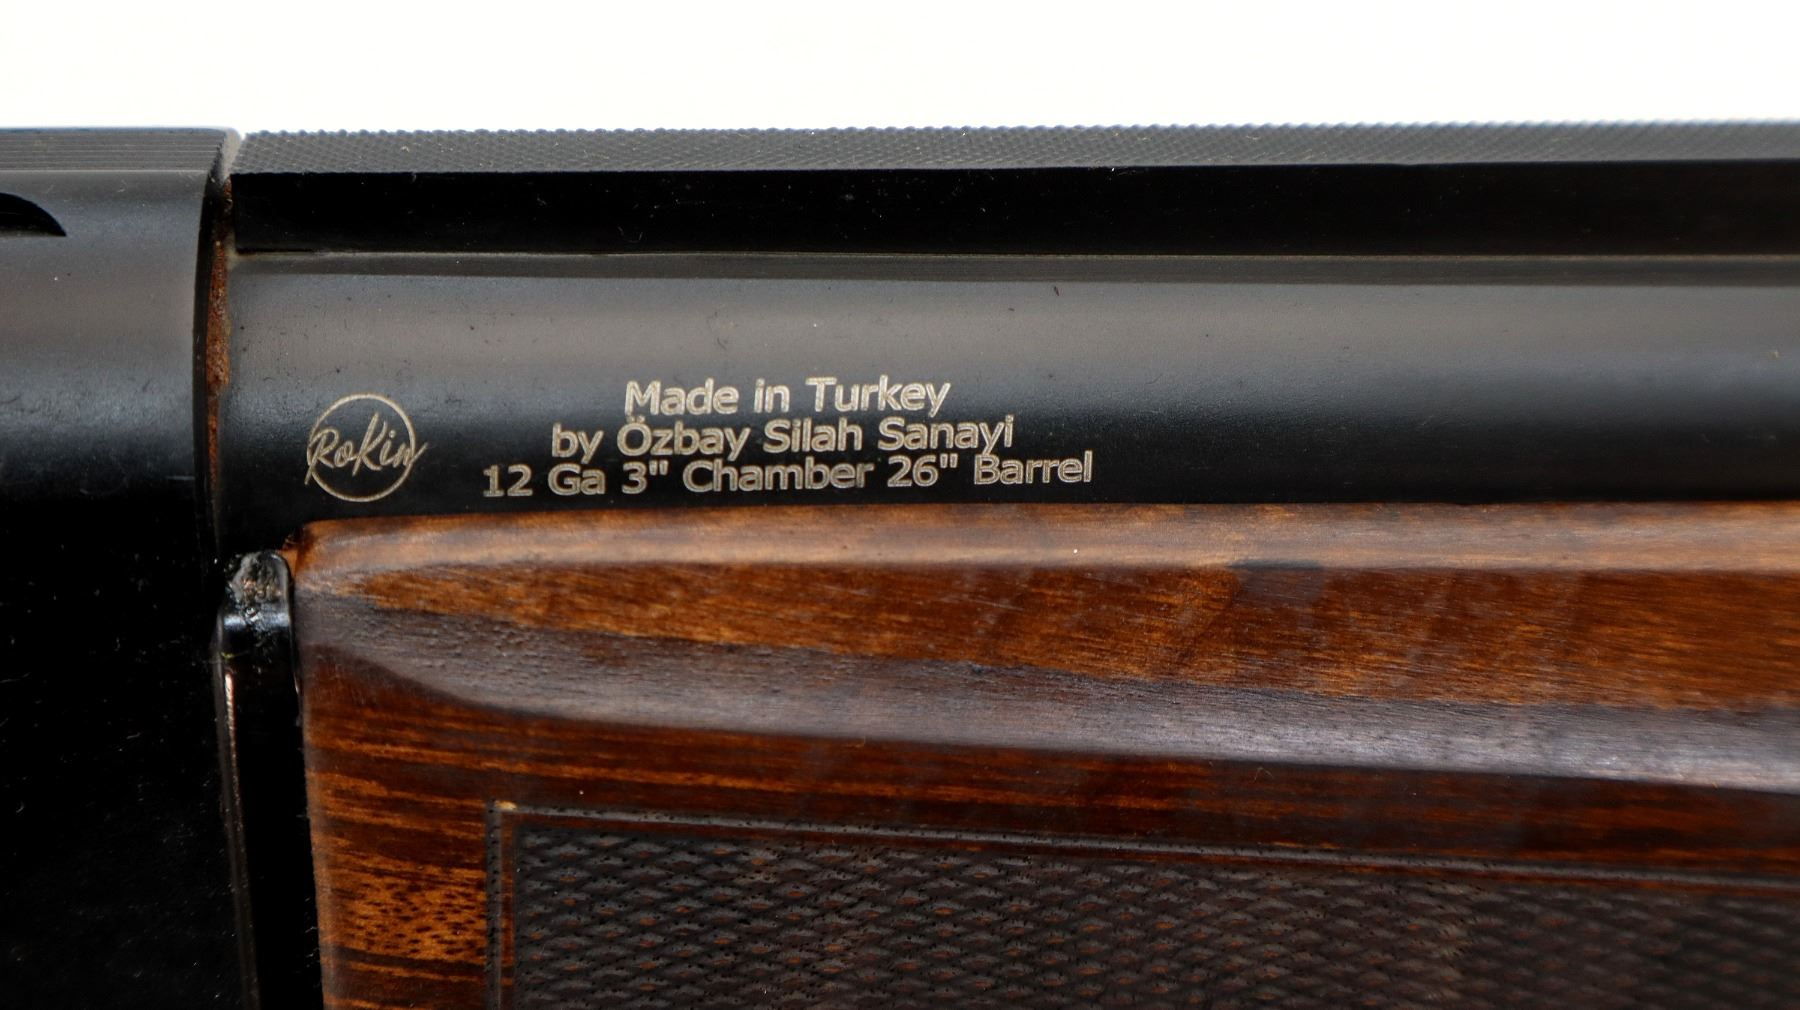 RoKin
Made in Turkey
by Özbay Silah Sanayi
12 Ga 3" Chamber 26" Barrel